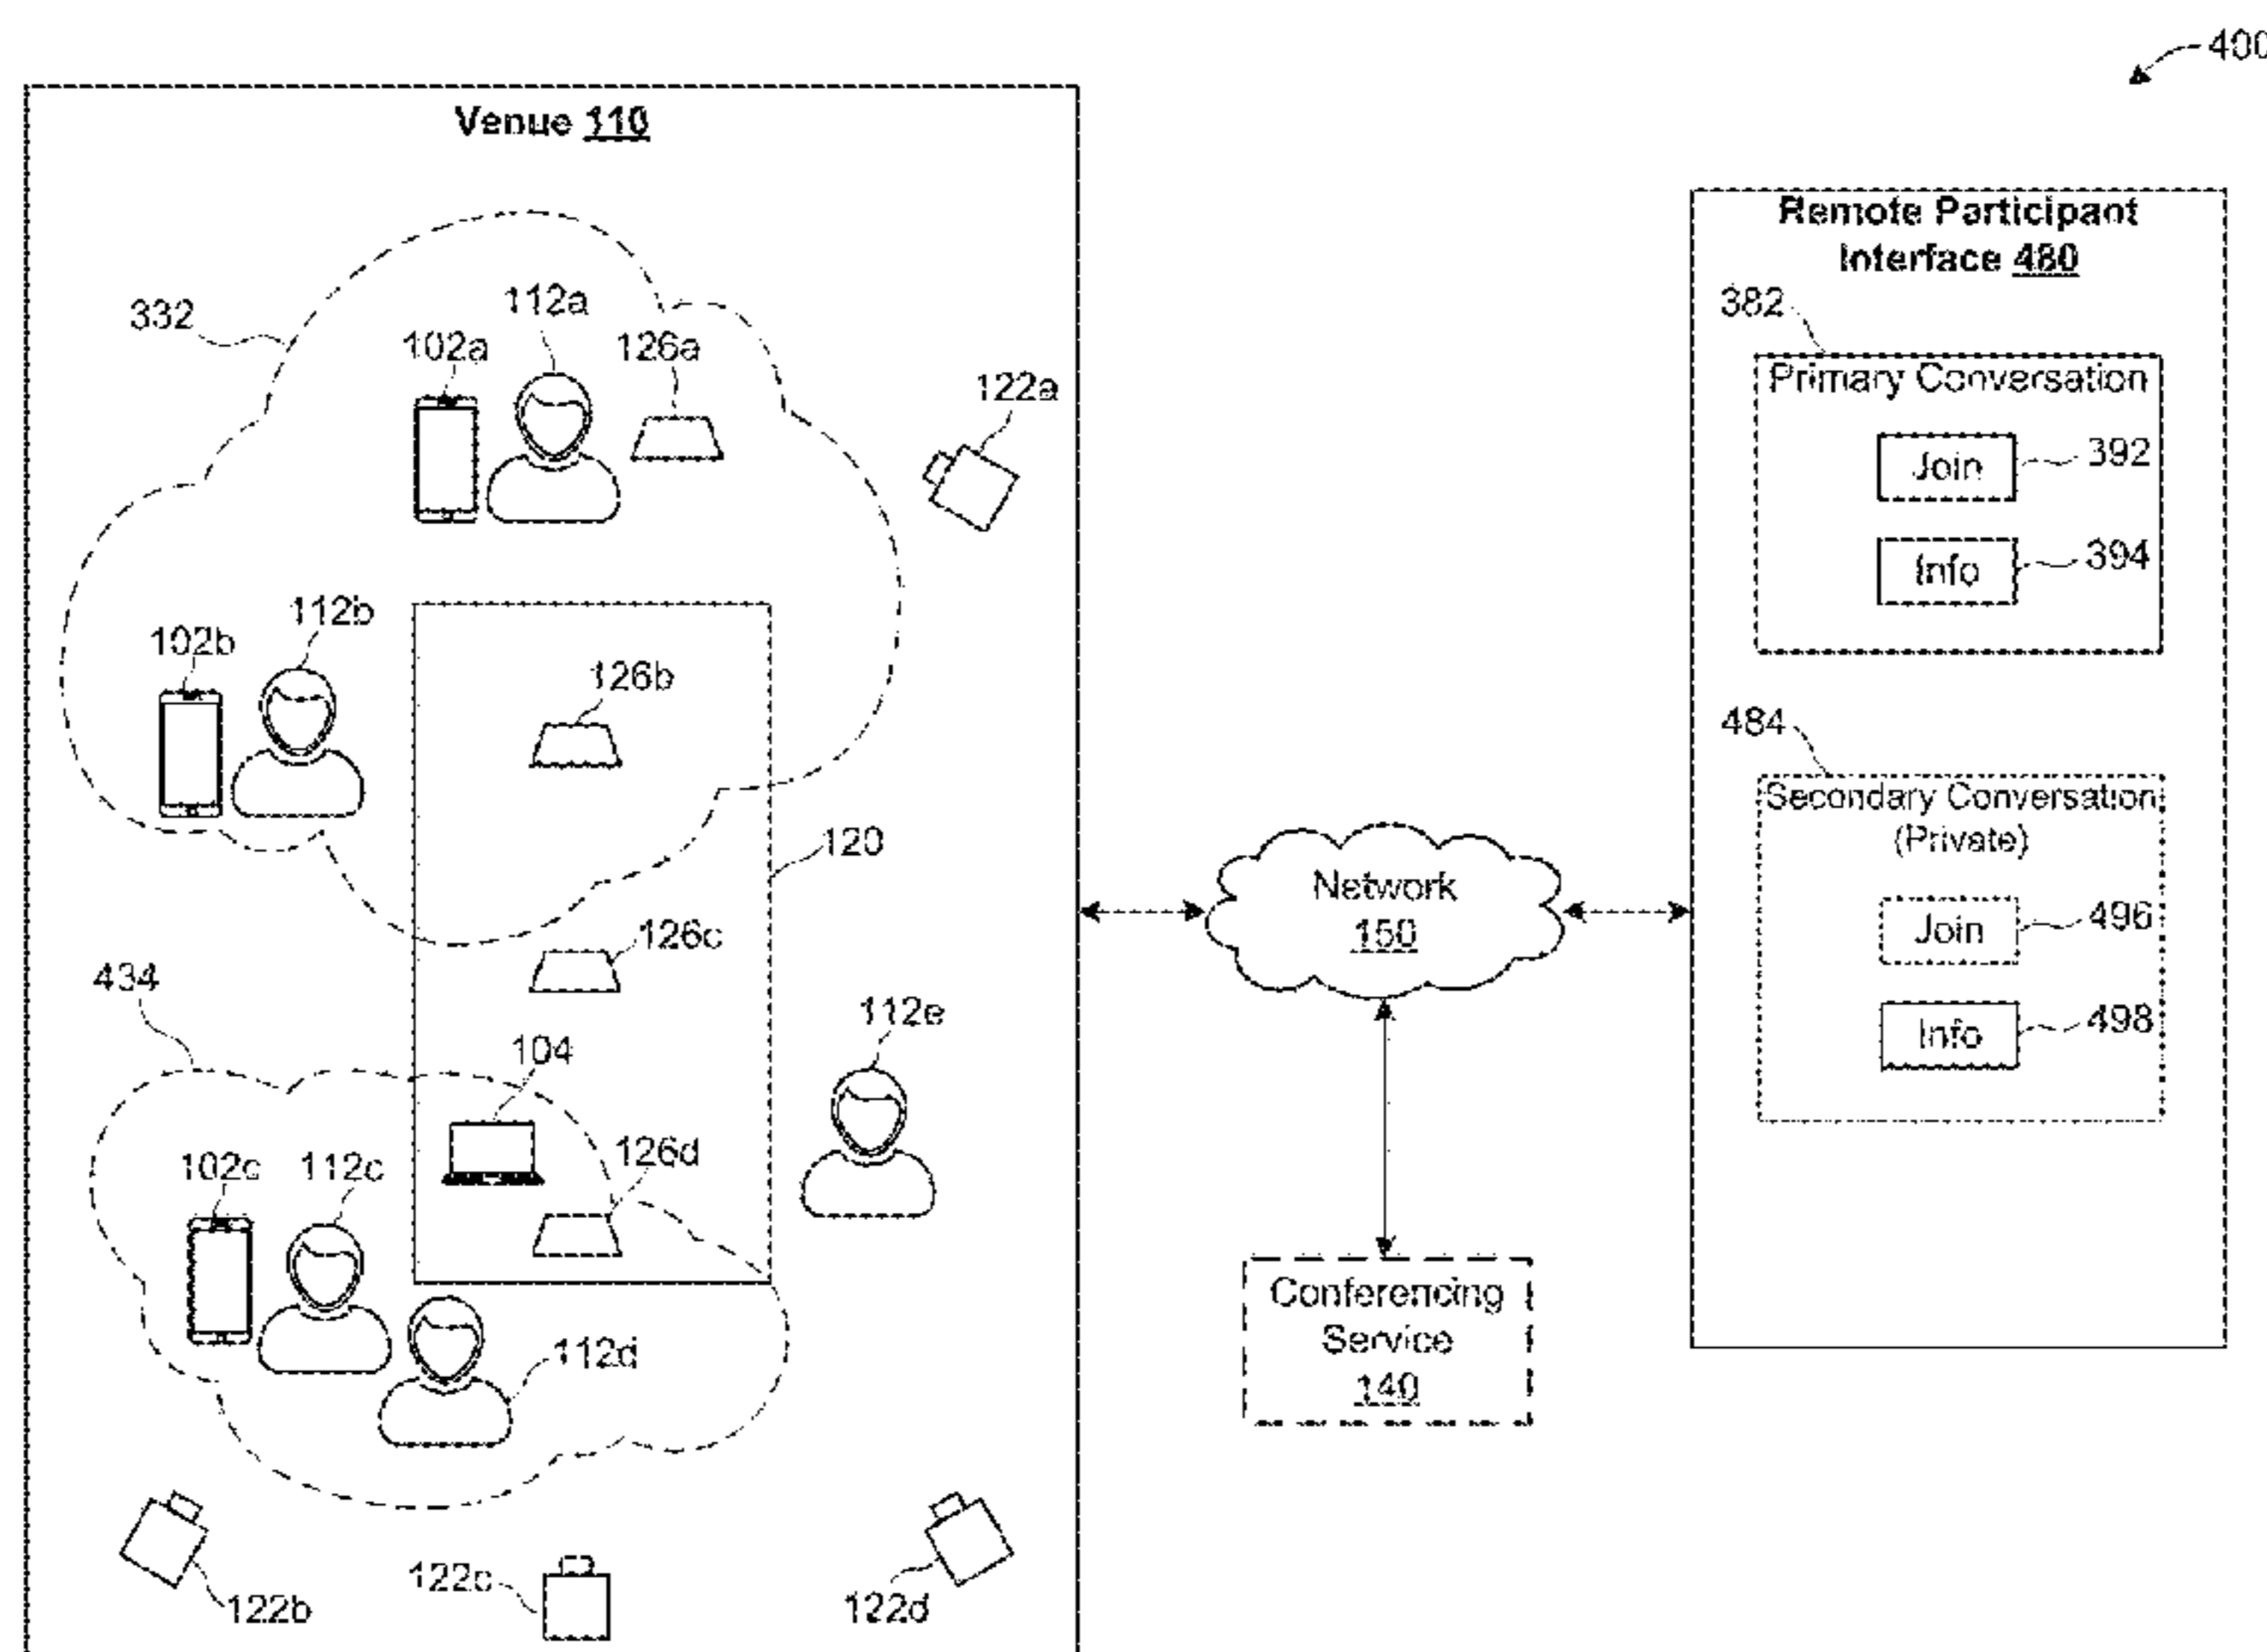 400
Venue 110
332
112a
102a
126a
122a
112b
102b
126b
120
126c
434
112e
104
102c
112c
126d
112d
122b
122c
122d
Network
150
Conferencing
Service
140
Remote Participant
Interface 480
382
Primary Conversation
Join
392
Info
394
484
Secondary Conversation
(Private)
Join
496
Info
498